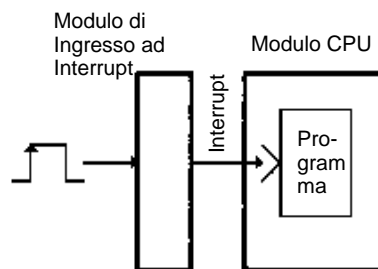 Modulo di
Ingresso ad
Interrupt
Modulo CPU
Interrupt
Pro-
gram
ma